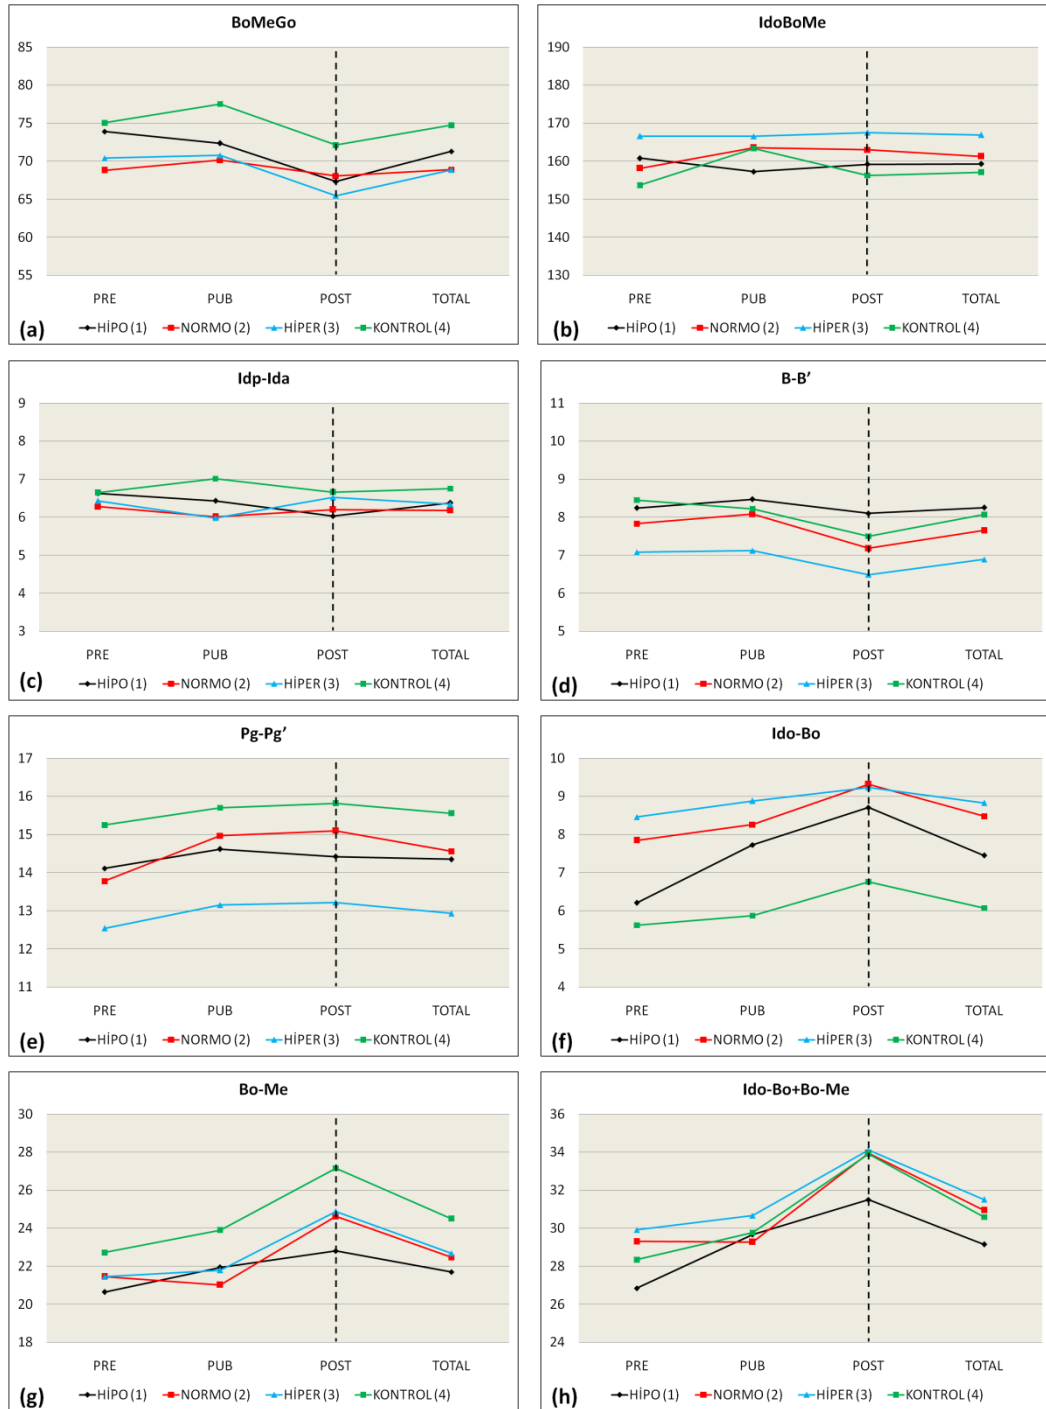 BoMeGo
85
80
75
70
65
60
55
PRE PUB POST TOTAL
HİPO (1) NORMO (2) HİPER (3) KONTROL (4)
(a)
IdoBoMe
190
180
170
160
150
140
130
PRE PUB POST TOTAL
HİPO (1) NORMO (2) HİPER (3) KONTROL (4)
(b)
Idp-Ida
9
8
7
6
5
4
3
PRE PUB POST TOTAL
HİPO (1) NORMO (2) HİPER (3) KONTROL (4)
(c)
B-B’
11
10
9
8
7
6
5
PRE PUB POST TOTAL
HİPO (1) NORMO (2) HİPER (3) KONTROL (4)
(d)
Pg-Pg’
17
16
15
14
13
12
11
PRE PUB POST TOTAL
HİPO (1) NORMO (2) HİPER (3) KONTROL (4)
(e)
Ido-Bo
10
9
8
7
6
5
4
PRE PUB POST TOTAL
HİPO (1) NORMO (2) HİPER (3) KONTROL (4)
(f)
Bo-Me
30
28
26
24
22
20
18
PRE PUB POST TOTAL
HİPO (1) NORMO (2) HİPER (3) KONTROL (4)
(g)
Ido-Bo+Bo-Me
36
34
32
30
28
26
24
PRE PUB POST TOTAL
HİPO (1) NORMO (2) HİPER (3) KONTROL (4)
(h)